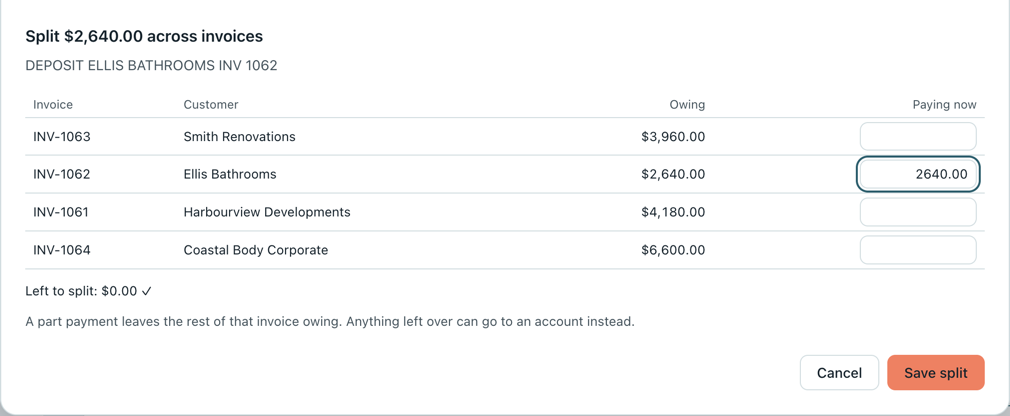 Split $2,640.00 across invoices
DEPOSIT ELLIS BATHROOMS INV 1062
Invoice Customer Owing Paying now
INV-1063 Smith Renovations $3,960.00
INV-1062 Ellis Bathrooms $2,640.00 2640.00
INV-1061 Harbourview Developments $4,180.00
INV-1064 Coastal Body Corporate $6,600.00
Left to split: $0.00 ✓
A part payment leaves the rest of that invoice owing. Anything left over can go to an account instead.
Cancel Save split